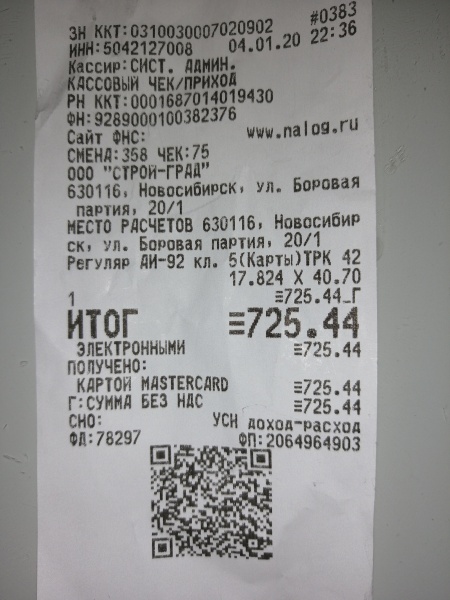 #0383
ЗН ККТ:0310030007020902
ИНН:5042127008 04.01.20 22:36
Кассир:СИСТ. АДМИН.
КАССОВЫЙ ЧЕК/ПРИХОД
РН ККТ:0001687014019430
ФН:9289000100382376
Сайт ФНС: www.nalog.ru
СМЕНА:358 ЧЕК:75
ООО "СТРОЙ-ГРАД"
630116, Новосибирск, ул. Боровая
партия, 20/1
МЕСТО РАСЧЕТОВ 630116, Новосибир
ск, ул. Боровая партия, 20/1
Регуляр АИ-92 кл. 5(Карты)ТРК 42
17.824 X 40.70
1 ≡725.44_Г
ИТОГ ≡725.44
ЭЛЕКТРОННЫМИ ≡725.44
ПОЛУЧЕНО:
КАРТОЙ MASTERCARD ≡725.44
Г:СУММА БЕЗ НДС ≡725.44
СНО: УСН доход-расход
ФД:78297 ФП:2064964903